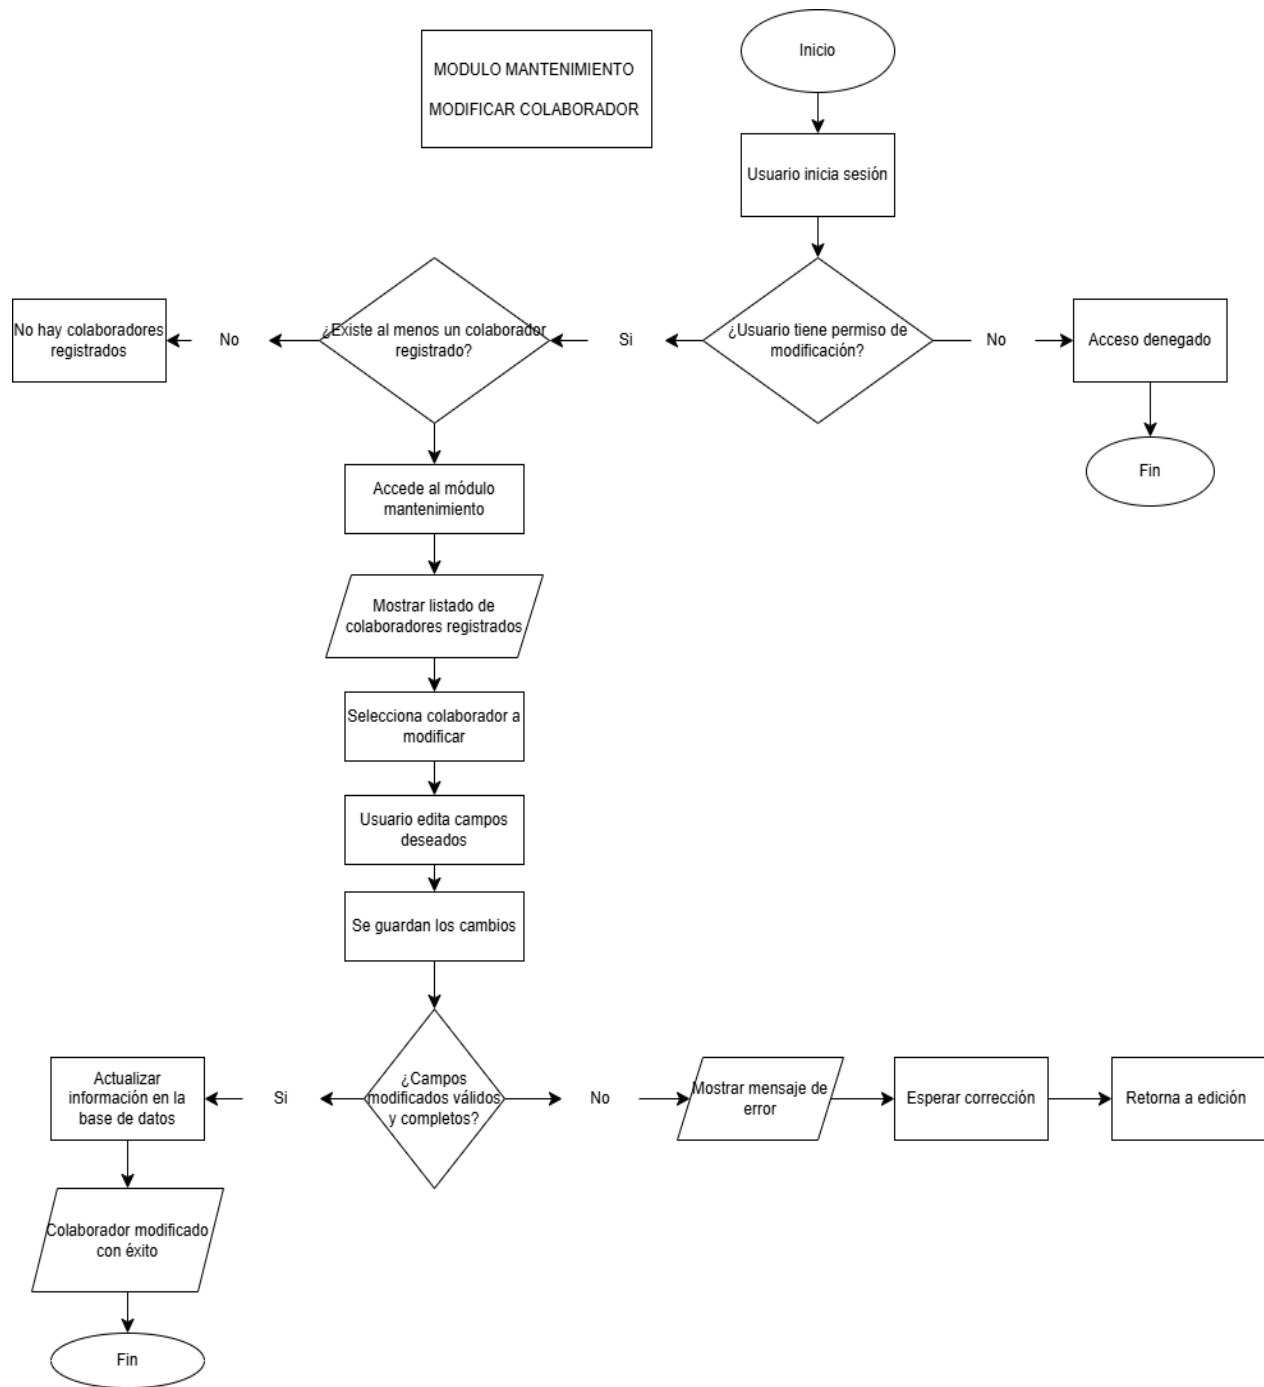 MODULO MANTENIMIENTO
MODIFICAR COLABORADOR
Inicio
Usuario inicia sesión
¿Usuario tiene permiso de
modificación?
No
Acceso denegado
Fin
Si
¿Existe al menos un colaborador
registrado?
No
No hay colaboradores
registrados
Accede al módulo
mantenimiento
Mostrar listado de
colaboradores registrados
Selecciona colaborador a
modificar
Usuario edita campos
deseados
Se guardan los cambios
¿Campos
modificados válidos
y completos?
Si
Actualizar
información en la
base de datos
Colaborador modificado
con éxito
Fin
No
Mostrar mensaje de
error
Esperar corrección
Retorna a edición